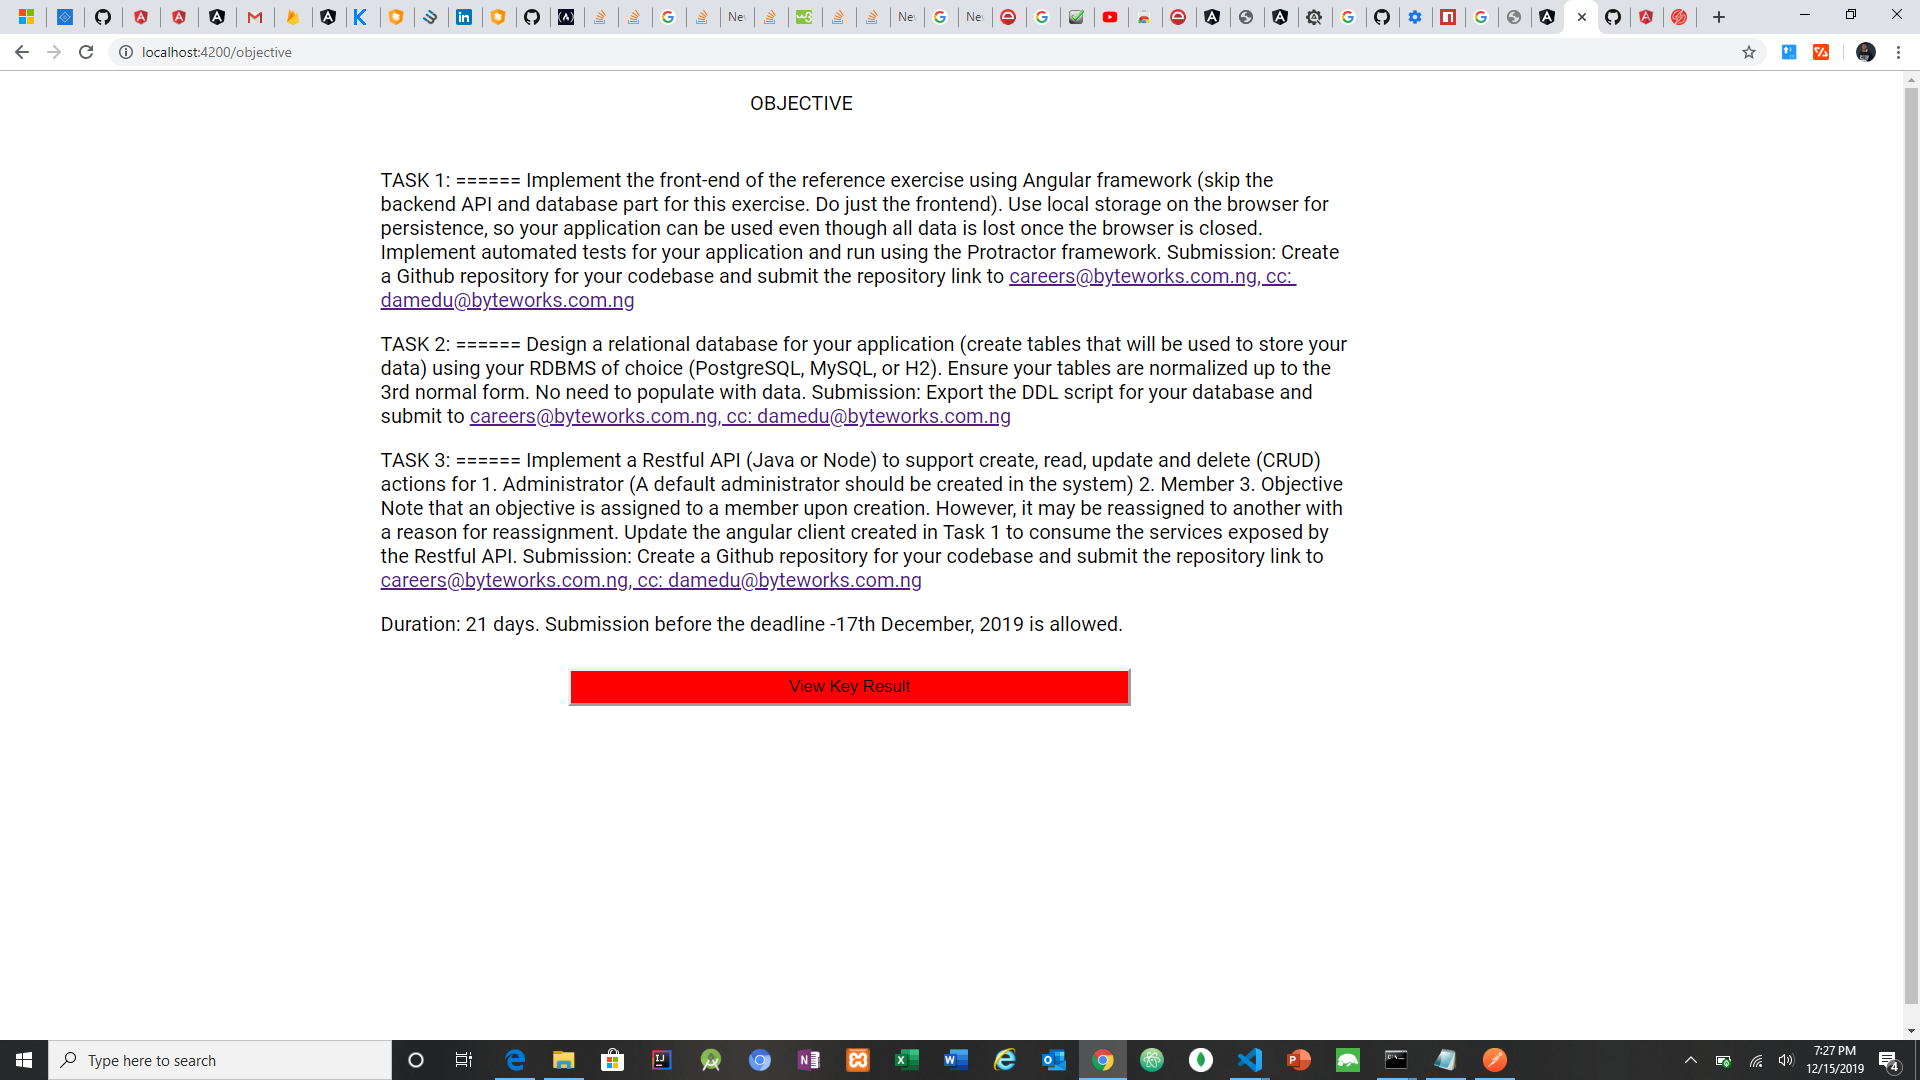 Nev
Nev
Nev
localhost:4200/objective
OBJECTIVE
TASK 1: ====== Implement the front-end of the reference exercise using Angular framework (skip the
backend API and database part for this exercise. Do just the frontend). Use local storage on the browser for
persistence, so your application can be used even though all data is lost once the browser is closed.
Implement automated tests for your application and run using the Protractor framework. Submission: Create
a Github repository for your codebase and submit the repository link to careers@byteworks.com.ng, cc:
damedu@byteworks.com.ng
TASK 2: ====== Design a relational database for your application (create tables that will be used to store your
data) using your RDBMS of choice (PostgreSQL, MySQL, or H2). Ensure your tables are normalized up to the
3rd normal form. No need to populate with data. Submission: Export the DDL script for your database and
submit to careers@byteworks.com.ng, cc: damedu@byteworks.com.ng
TASK 3: ====== Implement a Restful API (Java or Node) to support create, read, update and delete (CRUD)
actions for 1. Administrator (A default administrator should be created in the system) 2. Member 3. Objective
Note that an objective is assigned to a member upon creation. However, it may be reassigned to another with
a reason for reassignment. Update the angular client created in Task 1 to consume the services exposed by
the Restful API. Submission: Create a Github repository for your codebase and submit the repository link to
careers@byteworks.com.ng, cc: damedu@byteworks.com.ng
Duration: 21 days. Submission before the deadline -17th December, 2019 is allowed.
View Key Result
Type here to search
7:27 PM
12/15/2019
4